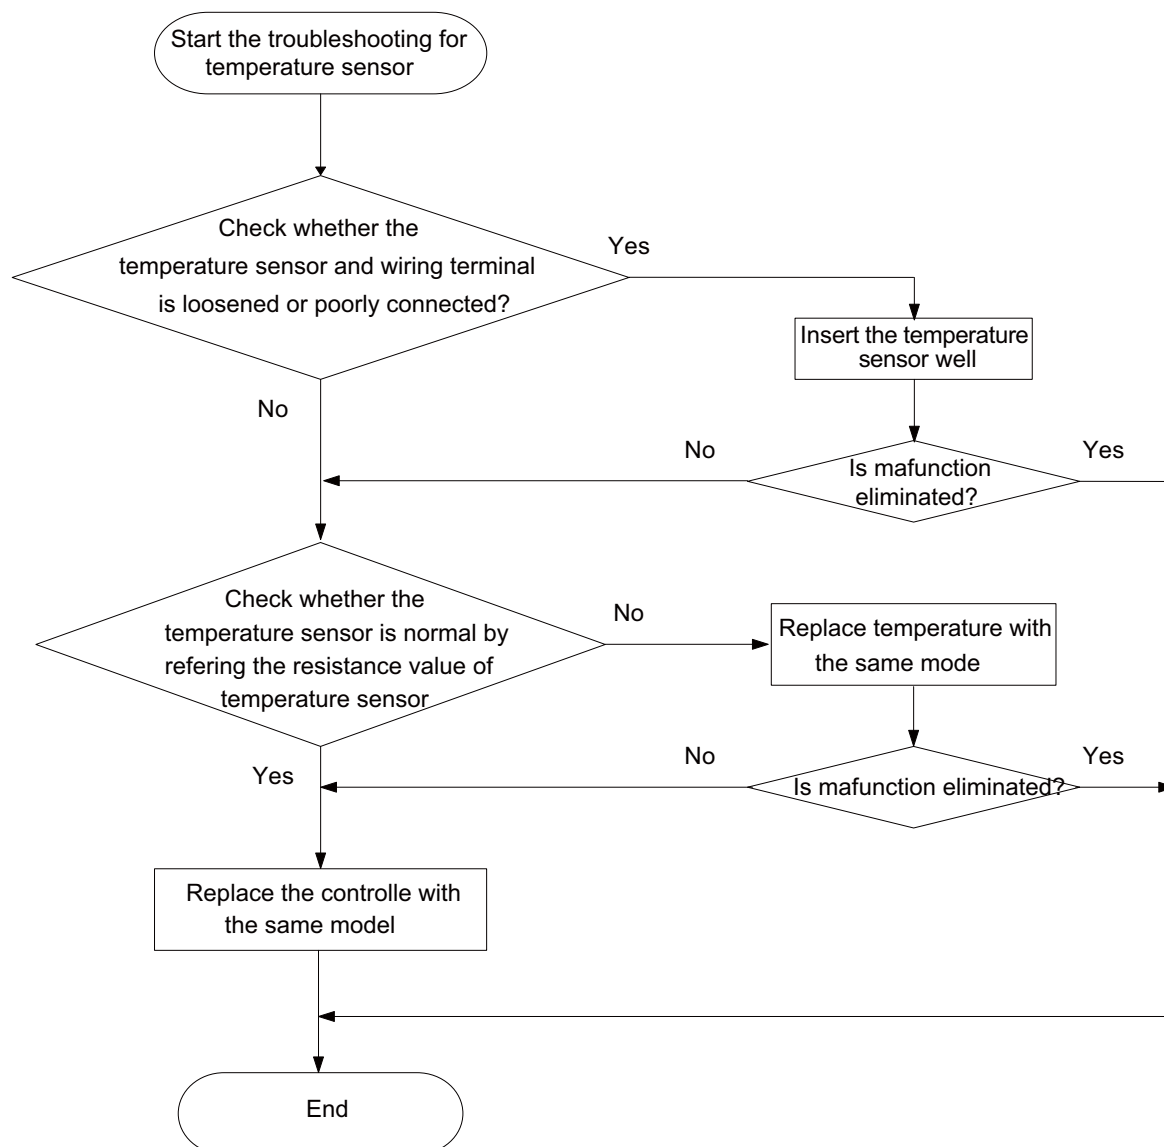 Start the troubleshooting for
temperature sensor
Check whether the
temperature sensor and wiring terminal
is loosened or poorly connected?
Yes
Insert the temperature
sensor well
No
No
Is mafunction
eliminated?
Yes
Check whether the
temperature sensor is normal by
refering the resistance value of
temperature sensor
No
Replace temperature with
the same mode
Yes
No
Is mafunction eliminated?
Yes
Replace the controlle with
the same model
End